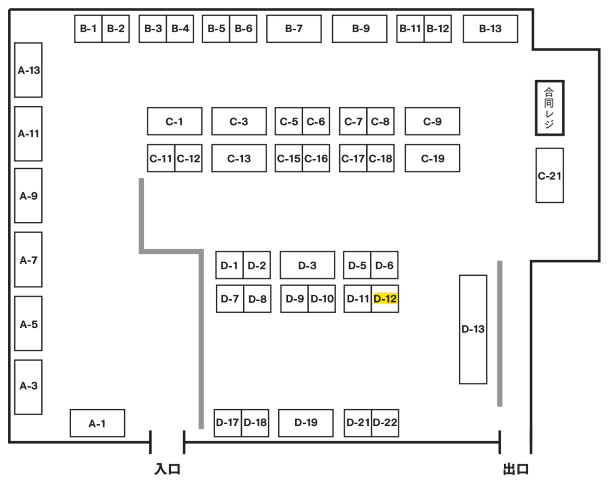 B-1 B-2 B-3 B-4 B-5 B-6 B-7 B-9 B-11 B-12 B-13
A-13
合同レジ
A-11
C-1 C-3 C-5 C-6 C-7 C-8 C-9
C-11 C-12 C-13 C-15 C-16 C-17 C-18 C-19
C-21
A-9
A-7
D-1 D-2 D-3 D-5 D-6
D-7 D-8 D-9 D-10 D-11 D-12
A-5
D-13
A-3
A-1
D-17 D-18 D-19 D-21 D-22
入口
出口